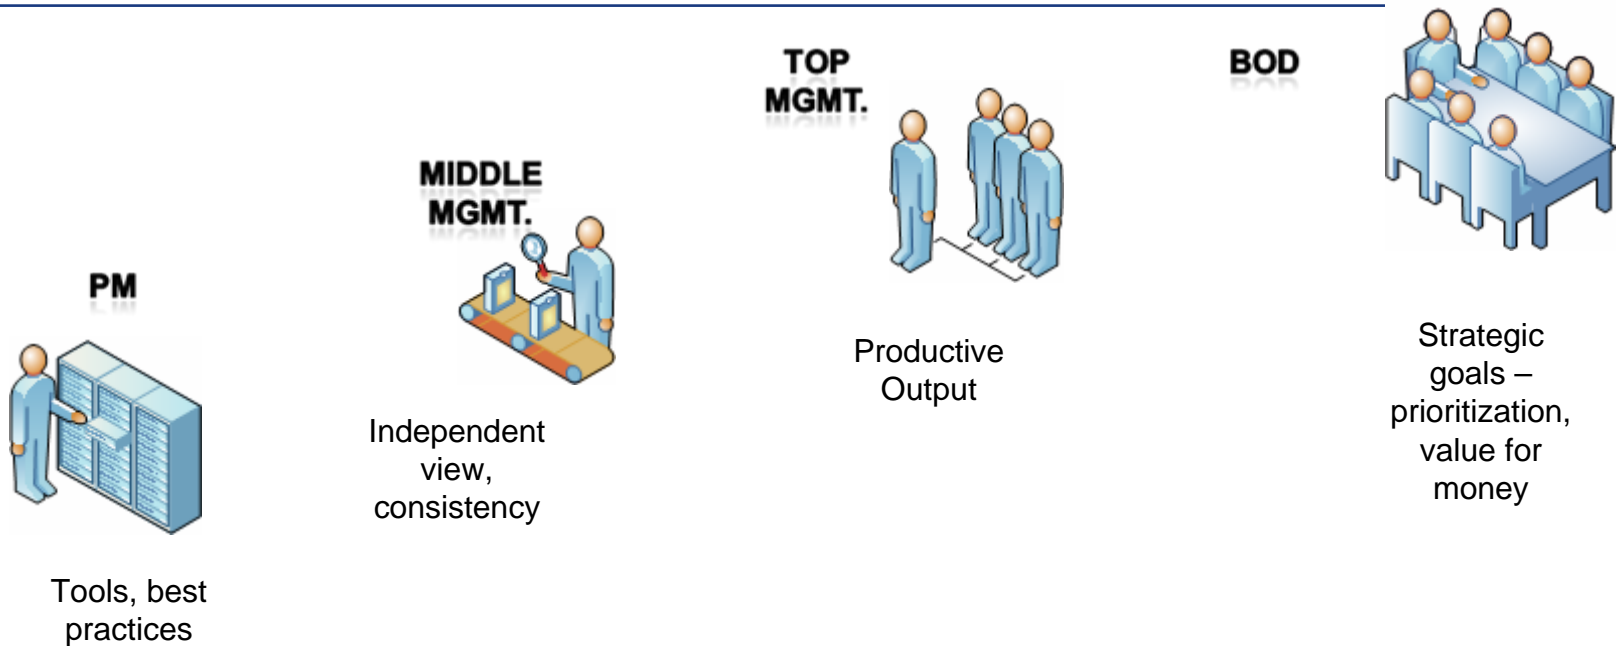 PM
Tools, best
practices
MIDDLE
MGMT.
Independent
view,
consistency
TOP
MGMT.
Productive
Output
BOD
Strategic
goals –
prioritization,
value for
money